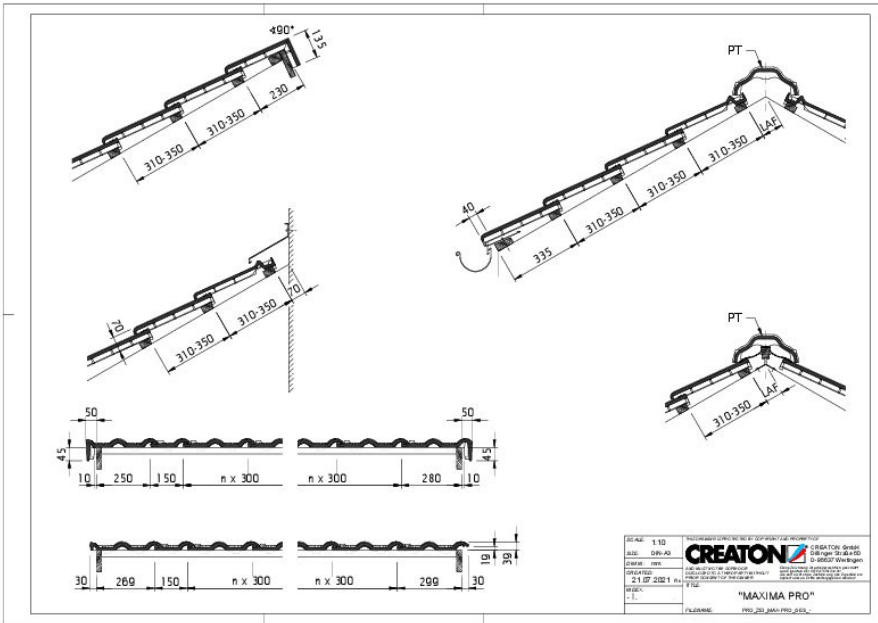 ∢90°
135
230
310-350
310-350
PT
LAF
310-350
310-350
310-350
335
40
70
70
310-350
310-350
PT
LAF
310-350
50
50
45
45
10
250
150
n x 300
n x 300
280
10
19
39
30
269
150
n x 300
n x 300
299
30
SCALE: 1:10
SIZE: DIN-A3
DIM IN: mm
CREATED:
21.07.2021
INDEX:
- 1.
CREATON
CREATON GmbH
Dillinger Straße 60
D-86637 Wertingen
TITLE:
"MAXIMA PRO"
FILENAME: